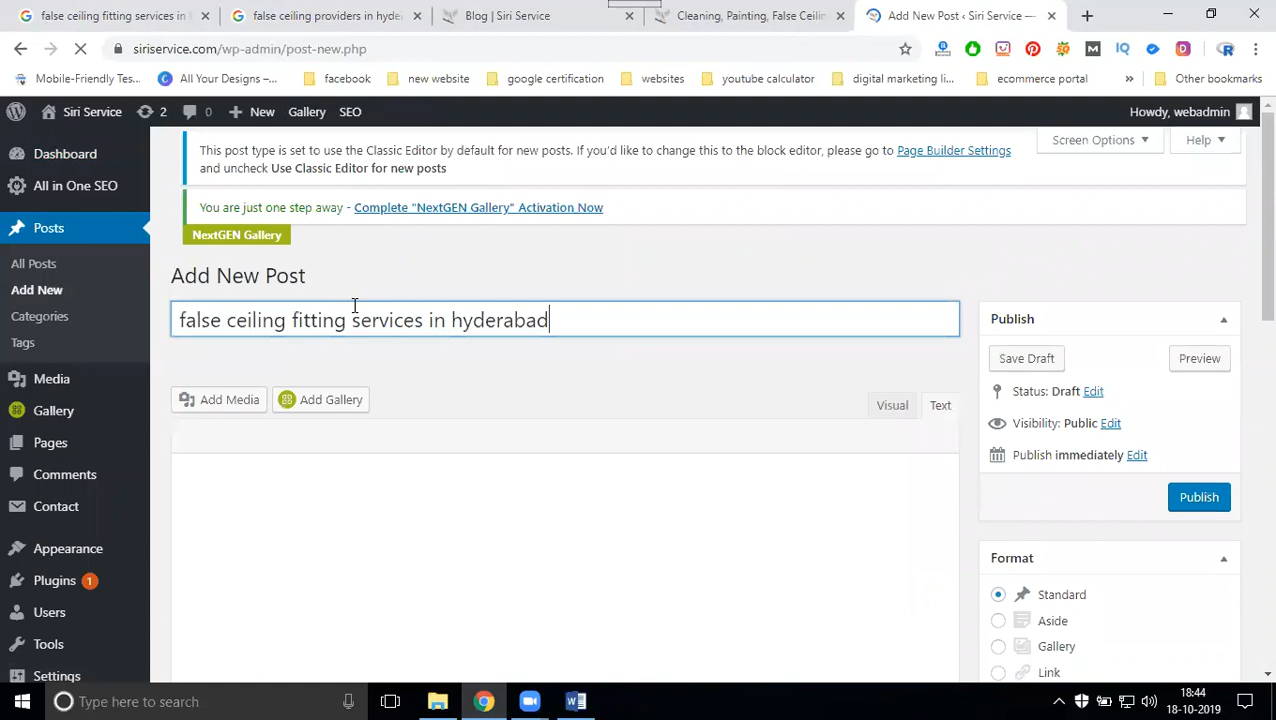 false ceiling fitting services in
false ceiling providers in hyde
Blog | Siri Service
Cleaning, Painting, False Ceilin
Add New Post ‹ Siri Service —
siriservice.com/wp-admin/post-new.php
Mobile-Friendly Tes...
All Your Designs –...
facebook
new website
google certification
websites
youtube calculator
digital marketing li...
ecommerce portal
»
Other bookmarks
Siri Service
2
0
New
Gallery
SEO
Howdy, webadmin
Dashboard
All in One SEO
Posts
All Posts
Add New
Categories
Tags
Media
Gallery
Pages
Comments
Contact
Appearance
Plugins 1
Users
Tools
Settings
This post type is set to use the Classic Editor by default for new posts. If you'd like to change this to the block editor, please go to Page Builder Settings
and uncheck Use Classic Editor for new posts
Screen Options
Help
You are just one step away - Complete "NextGEN Gallery" Activation Now
NextGEN Gallery
Add New Post
false ceiling fitting services in hyderabad
Add Media
Add Gallery
Visual
Text
Publish
Save Draft
Preview
Status: Draft Edit
Visibility: Public Edit
Publish immediately Edit
Publish
Format
Standard
Aside
Gallery
Link
Type here to search
18:44
18-10-2019